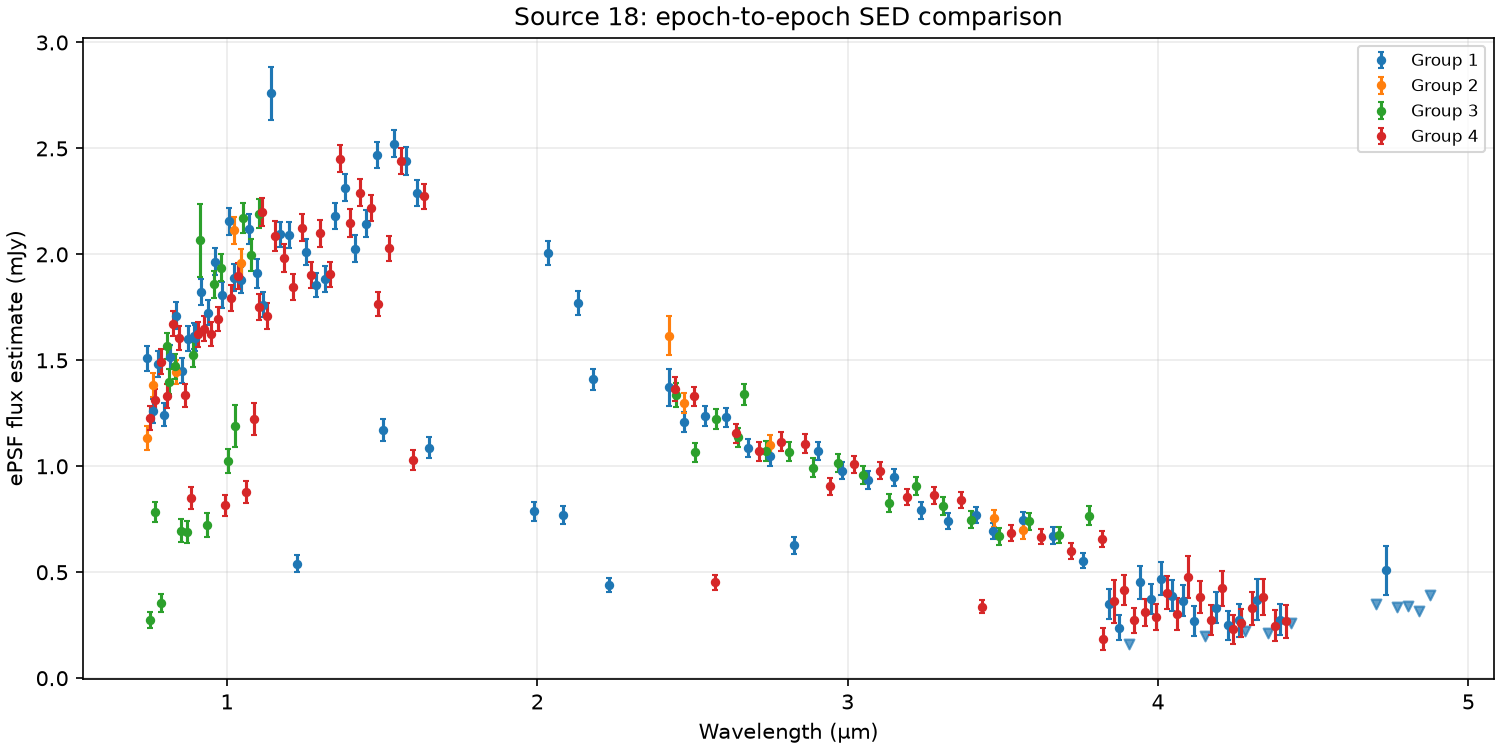 Source 18: epoch-to-epoch SED comparison
ePSF flux estimate (mJy)
3.0
2.5
2.0
1.5
1.0
0.5
0.0
Group 1
Group 2
Group 3
Group 4
1
2
3
4
5
Wavelength (μm)